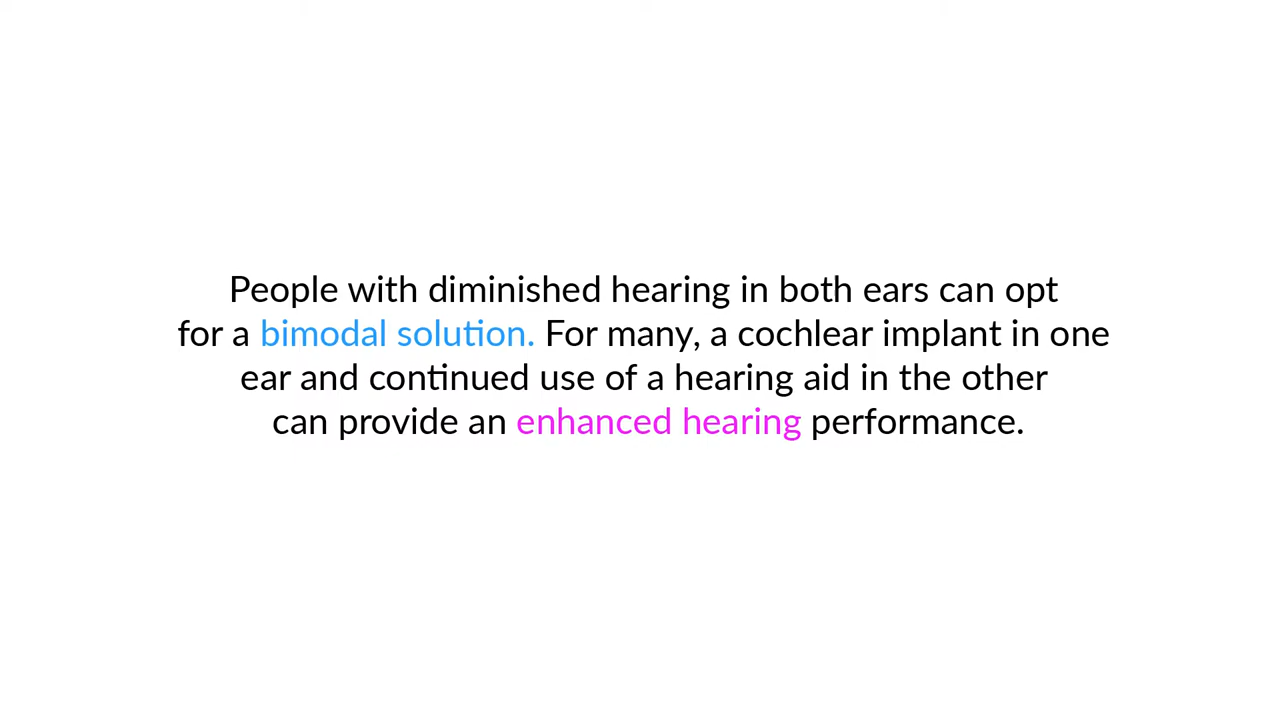 People with diminished hearing in both ears can opt
for a bimodal solution. For many, a cochlear implant in one
ear and continued use of a hearing aid in the other
can provide an enhanced hearing performance.